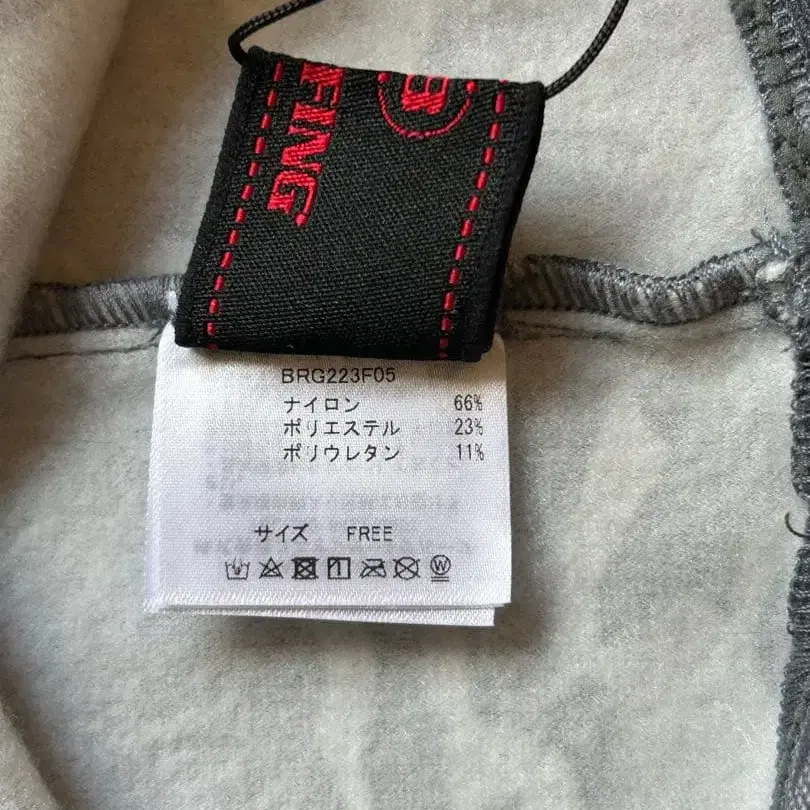 FING
B
BRG223F05
ナイロン 66%
ポリエステル 23%
ポリウレタン 11%
サイズ FREE
W